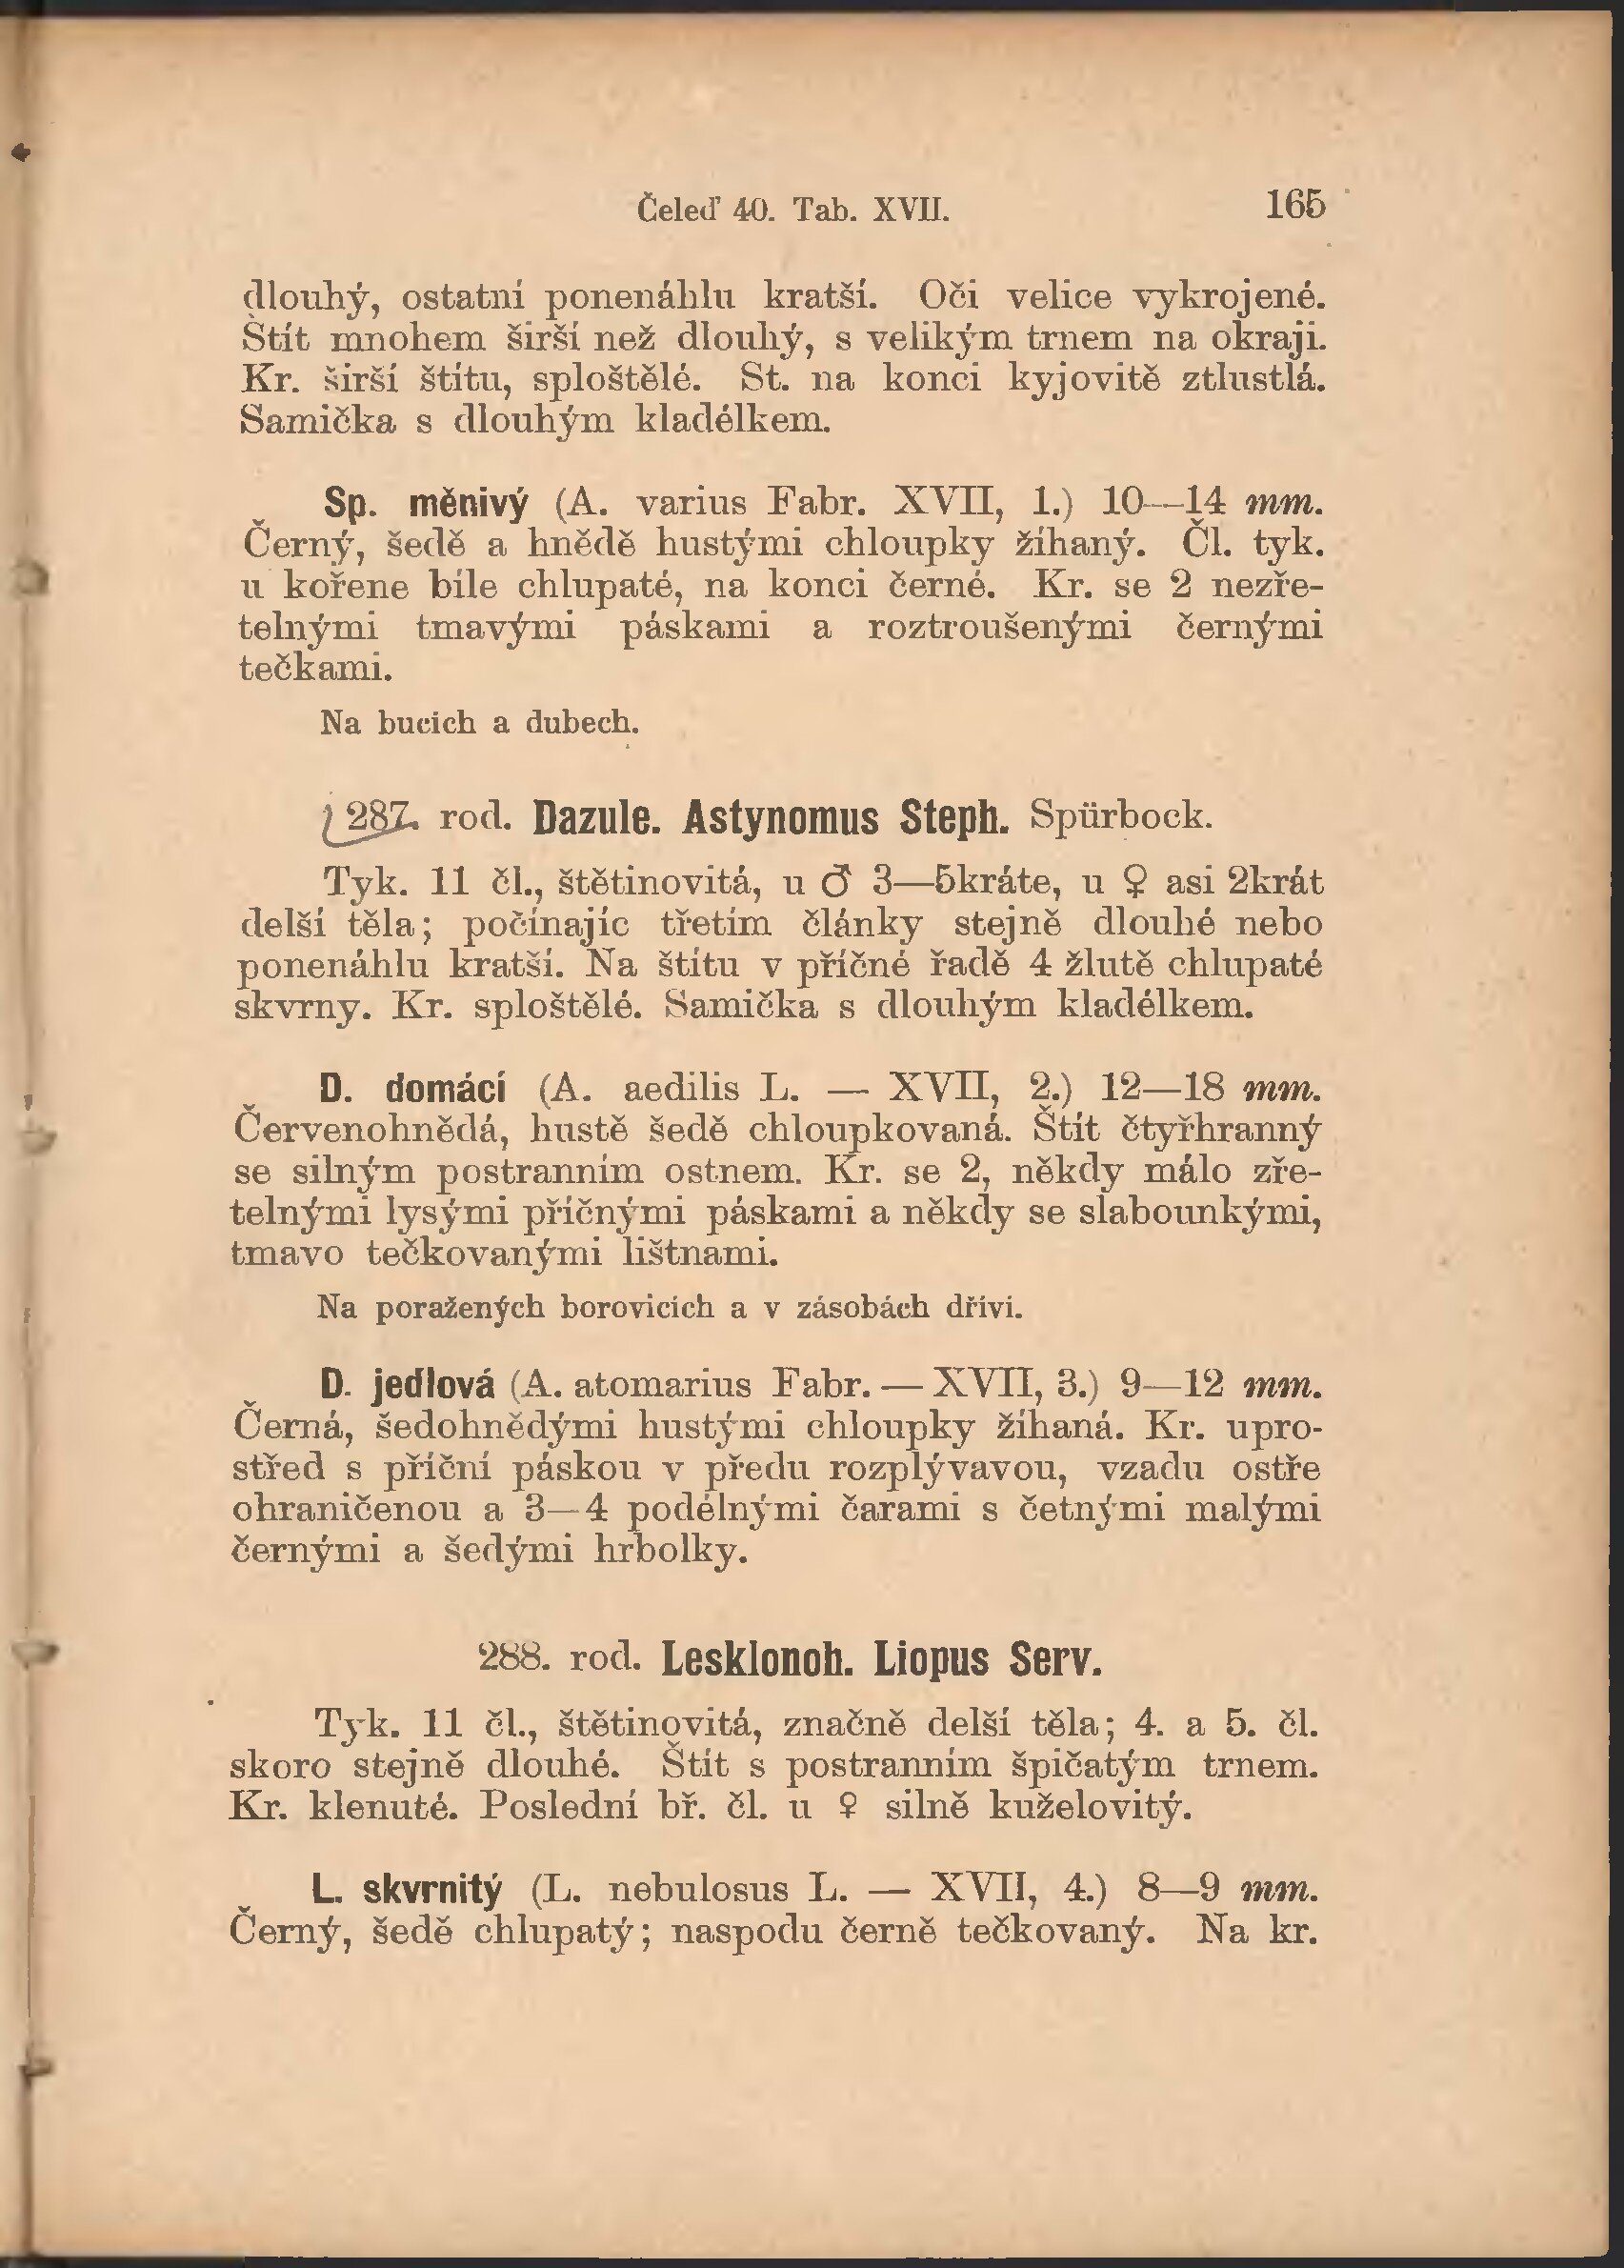 Čeleď 40. Tab. XVII. 165
dlouhý, ostatní ponenáhlu kratší. Oči velice vykrojené.
Štít mnohem širší než dlouhý, s velikým trnem na okraji.
Kr. širší štítu, sploštělé. St. na konci kyjovitě ztlustlá.
Samička s dlouhým kladélkem.
Sp. měnivý (A. varius Fabr. XVII, 1.) 10—14 mm.
Černý, šedě a hnědě hustými chloupky žíhaný. Čl. tyk.
u kořene bíle chlupaté, na konci černé. Kr. se 2 nezře-
telnými tmavými páskami a roztroušenými černými
tečkami.
Na bucích a dubech.
287. rod. Dazule. Astynomus Steph. Spürbock.
Tyk. 11 čl., štětinovitá, u ♂ 3—5kráte, u ♀ asi 2krát
delší těla; počínajíc třetím články stejně dlouhé nebo
ponenáhlu kratší. Na štítu v příčné řadě 4 žlutě chlupaté
skvrny. Kr. sploštělé. Samička s dlouhým kladélkem.
D. domácí (A. aedilis L. — XVII, 2.) 12—18 mm.
Červenohnědá, hustě šedě chloupkovaná. Štít čtyřhranný
se silným postranním ostnem. Kr. se 2, někdy málo zře-
telnými lysými příčnými páskami a někdy se slabounkými,
tmavo tečkovanými lištnami.
Na poražených borovicích a v zásobách dříví.
D. jedlová (A. atomarius Fabr. — XVII, 3.) 9—12 mm.
Černá, šedohnědými hustými chloupky žíhaná. Kr. upro-
střed s příční páskou v předu rozplývavou, vzadu ostře
ohraničenou a 3—4 podélnými čarami s četnými malými
černými a šedými hrbolky.
288. rod. Lesklonoh. Liopus Serv.
Tyk. 11 čl., štětinovitá, značně delší těla; 4. a 5. čl.
skoro stejně dlouhé. Štít s postranním špičatým trnem.
Kr. klenuté. Poslední bř. čl. u ♀ silně kuželovitý.
L. skvrnitý (L. nebulosus L. — XVII, 4.) 8—9 mm.
Černý, šedě chlupatý; naspodu černě tečkovaný. Na kr.